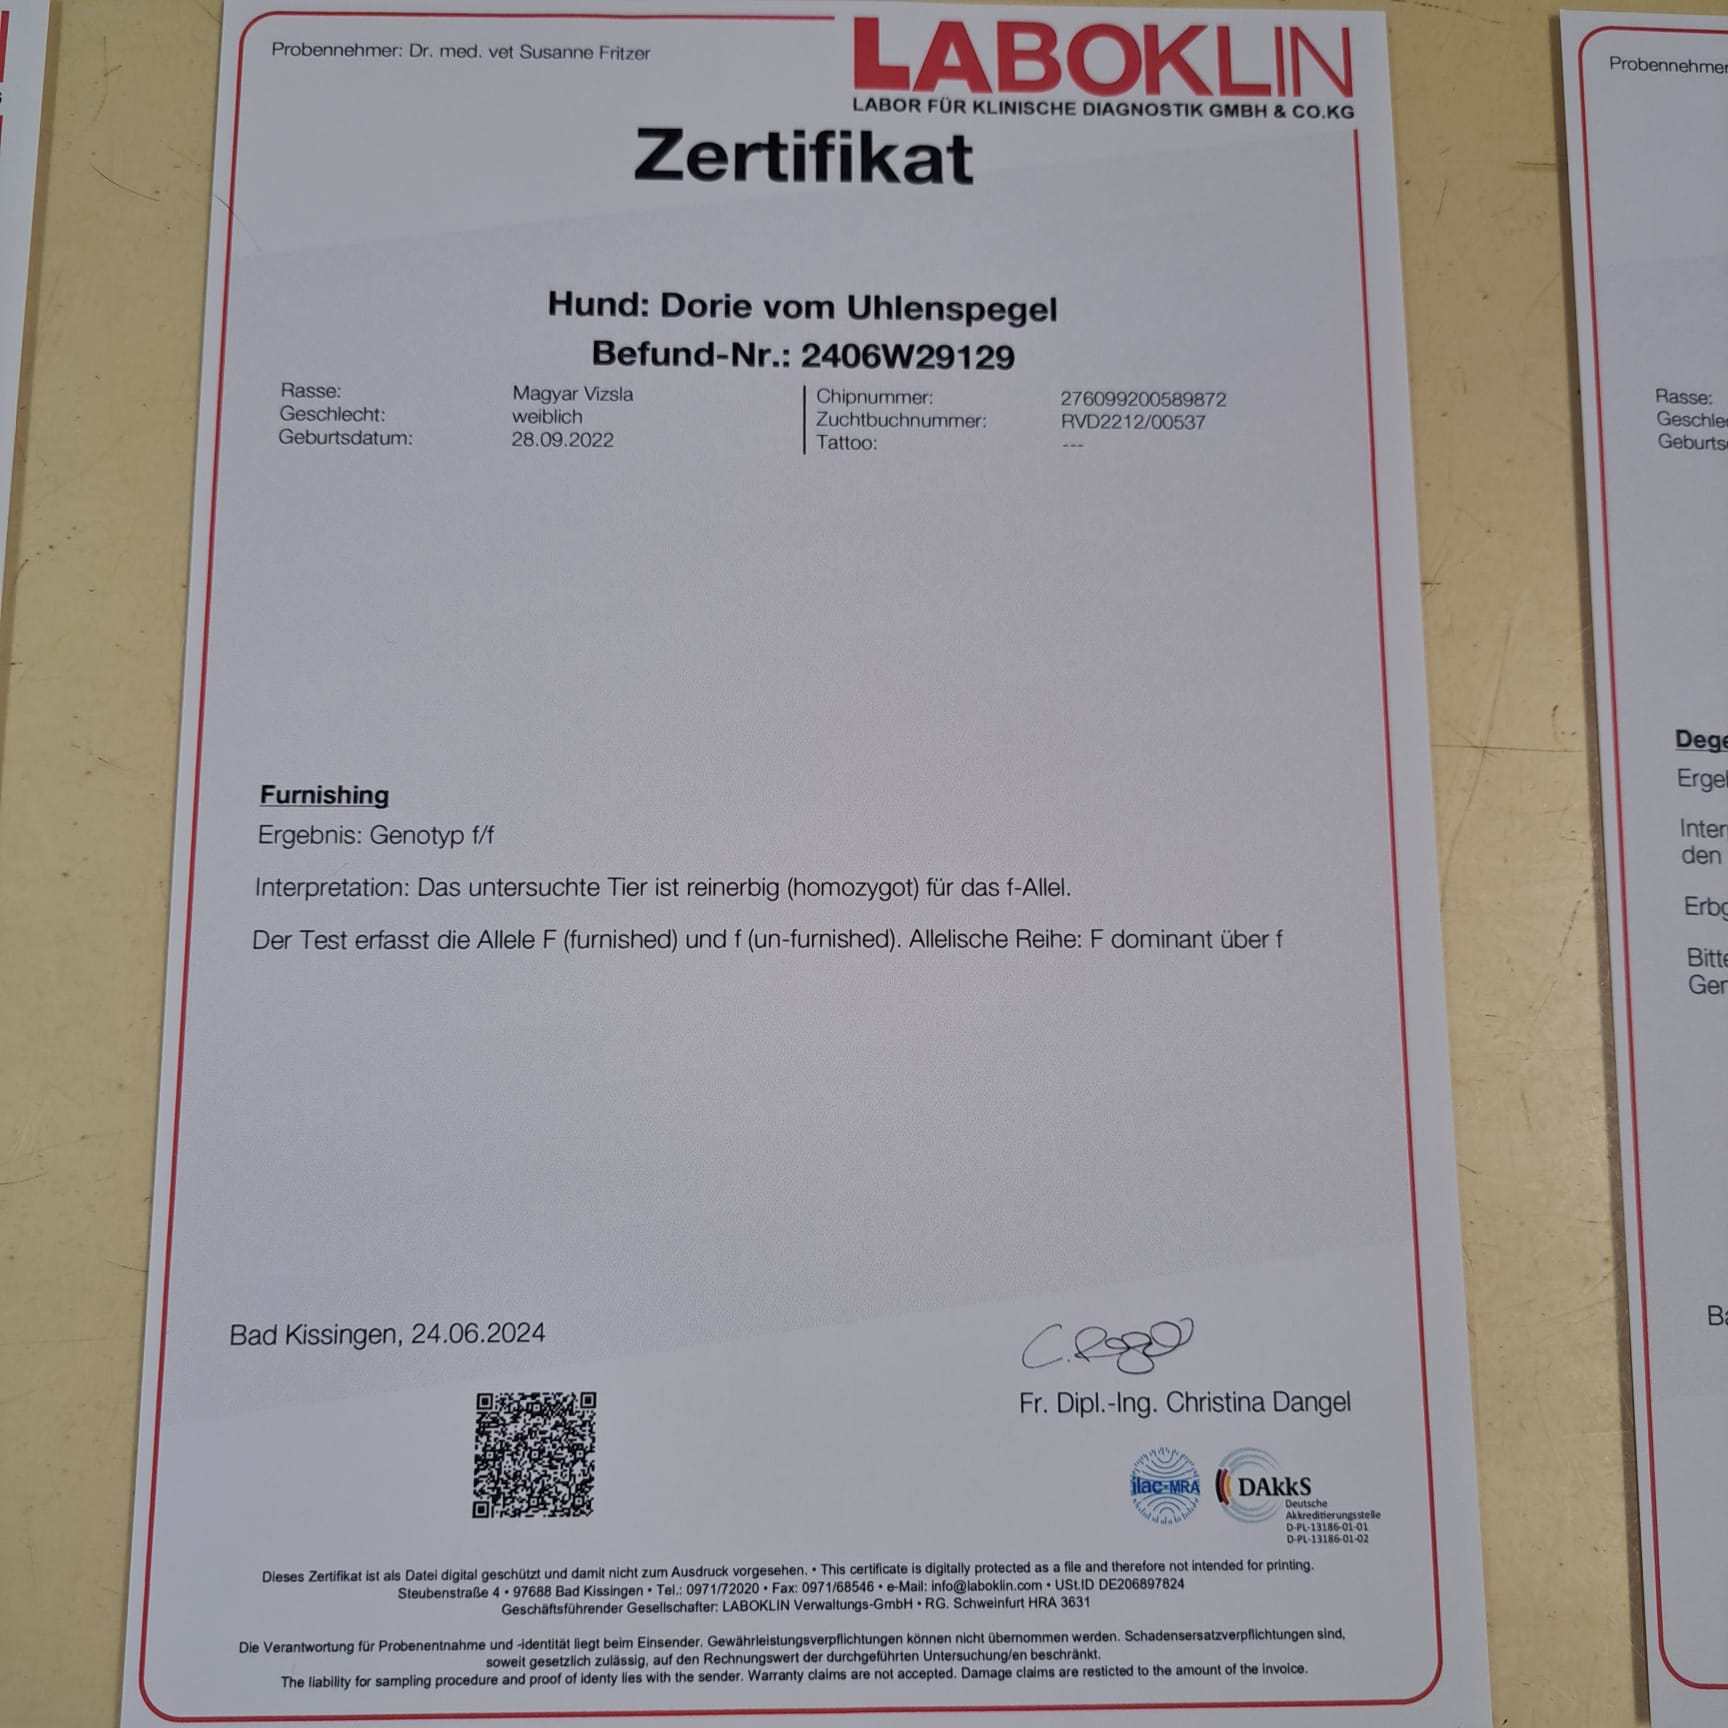 Probennehmer: Dr. med. vet Susanne Fritzer
LABOKLIN
LABOR FÜR KLINISCHE DIAGNOSTIK GMBH & CO.KG
Zertifikat
Hund: Dorie vom Uhlenspegel
Befund-Nr.: 2406W29129
Rasse: Magyar Vizsla
Geschlecht: weiblich
Geburtsdatum: 28.09.2022
Chipnummer: 276099200589872
Zuchtbuchnummer: RVD2212/00537
Tattoo: ---
Furnishing
Ergebnis: Genotyp f/f
Interpretation: Das untersuchte Tier ist reinerbig (homozygot) für das f-Allel.
Der Test erfasst die Allele F (furnished) und f (un-furnished). Allelische Reihe: F dominant über f
Bad Kissingen, 24.06.2024
Fr. Dipl.-Ing. Christina Dangel
ilac-MRA
DAkkS
Deutsche
Akkreditierungsstelle
D-PL-13186-01-01
D-PL-13186-01-02
Dieses Zertifikat ist als Datei digital geschützt und damit nicht zum Ausdruck vorgesehen. • This certificate is digitally protected as a file and therefore not intended for printing.
Steubenstraße 4 • 97688 Bad Kissingen • Tel.: 0971/72020 • Fax: 0971/68546 • e-Mail: info@laboklin.com • USt.ID DE206897824
Geschäftsführender Gesellschafter: LABOKLIN Verwaltungs-GmbH • RG. Schweinfurt HRA 3631
Die Verantwortung für Probenentnahme und -identität liegt beim Einsender. Gewährleistungsverpflichtungen können nicht übernommen werden. Schadensersatzverpflichtungen sind,
soweit gesetzlich zulässig, auf den Rechnungswert der durchgeführten Untersuchung/en beschränkt.
The liability for sampling procedure and proof of identy lies with the sender. Warranty claims are not accepted. Damage claims are resticted to the amount of the invoice.
Probennehmer
Rasse:
den